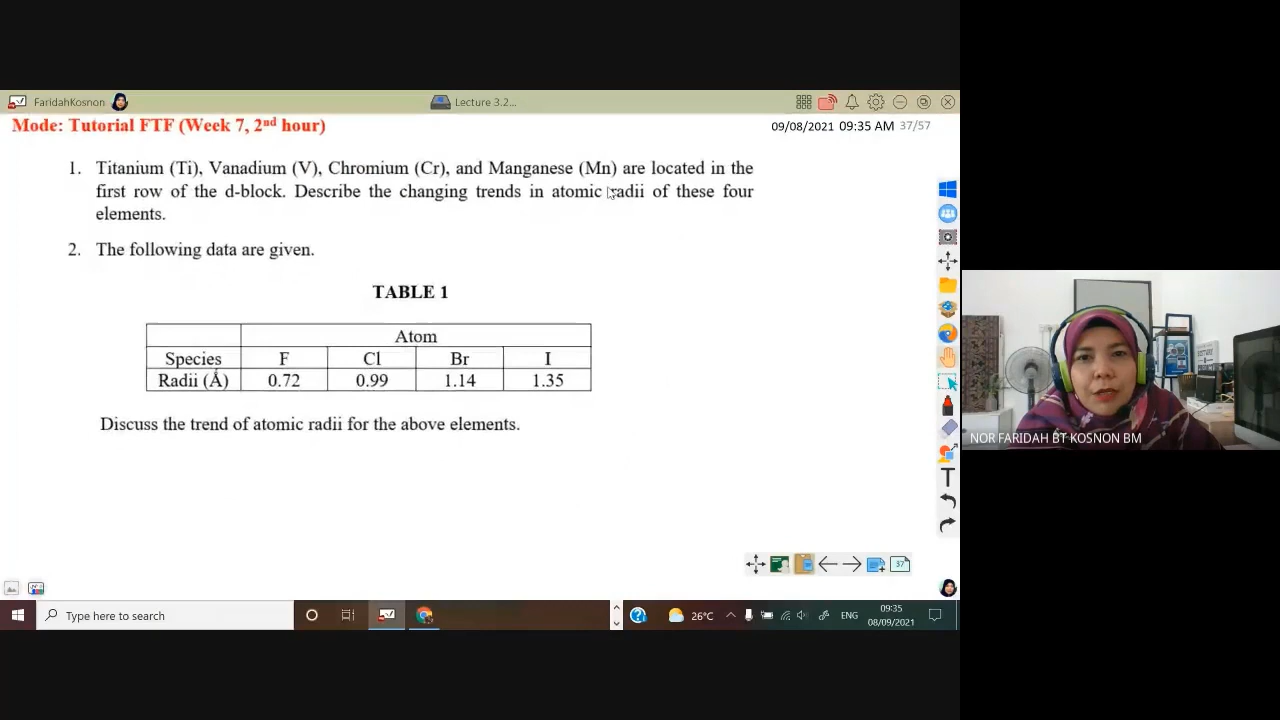 FaridahKosnon
Lecture 3.2...
Mode: Tutorial FTF (Week 7, 2nd hour)
09/08/2021 09:35 AM 37/57
1. Titanium (Ti), Vanadium (V), Chromium (Cr), and Manganese (Mn) are located in the
first row of the d-block. Describe the changing trends in atomic radii of these four
elements.
2. The following data are given.
TABLE 1
Atom
Species F Cl Br I
Radii (Å) 0.72 0.99 1.14 1.35
Discuss the trend of atomic radii for the above elements.
NOR FARIDAH BT KOSNON BM
T
37
Type here to search
26°C
ENG
09:35
08/09/2021